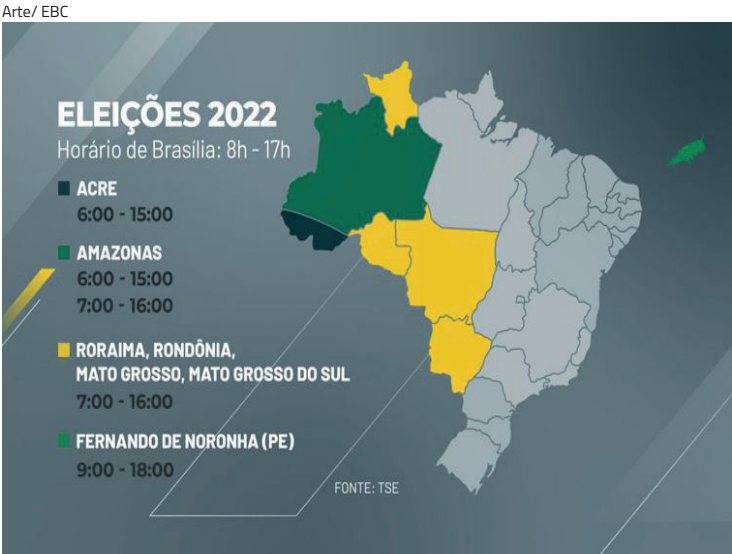 Arte/ EBC
ELEIÇÕES 2022
Horário de Brasília: 8h - 17h
ACRE
6:00 - 15:00
AMAZONAS
6:00 - 15:00
7:00 - 16:00
RORAIMA, RONDÔNIA,
MATO GROSSO, MATO GROSSO DO SUL
7:00 - 16:00
FERNANDO DE NORONHA (PE)
9:00 - 18:00
FONTE: TSE